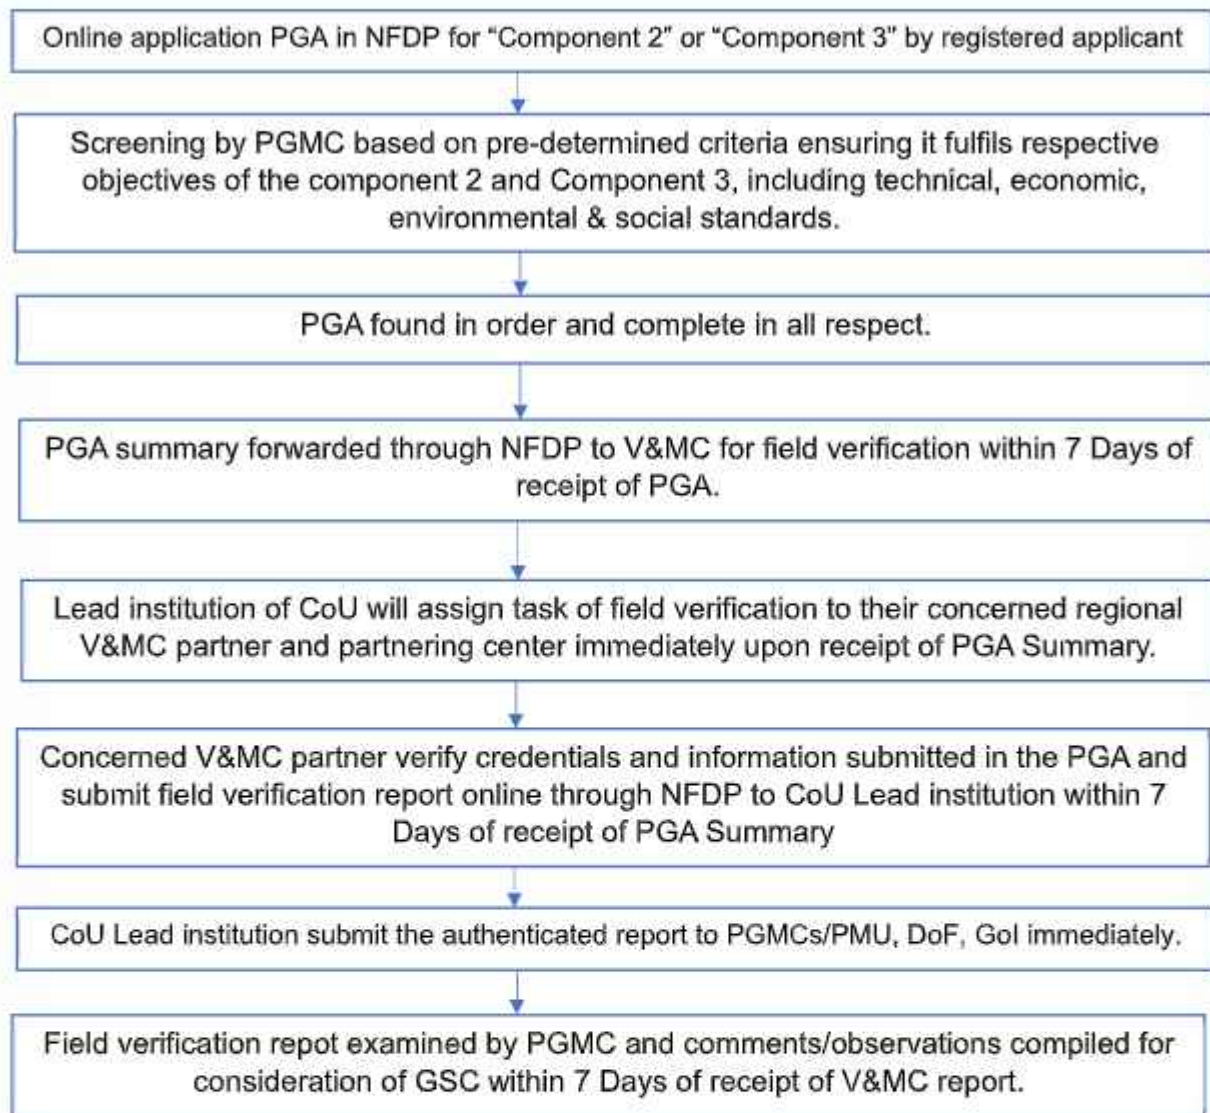 Online application PGA in NFDP for “Component 2” or “Component 3” by registered applicant
Screening by PGMC based on pre-determined criteria ensuring it fulfils respective
objectives of the component 2 and Component 3, including technical, economic,
environmental & social standards.
PGA found in order and complete in all respect.
PGA summary forwarded through NFDP to V&MC for field verification within 7 Days of
receipt of PGA.
Lead institution of CoU will assign task of field verification to their concerned regional
V&MC partner and partnering center immediately upon receipt of PGA Summary.
Concerned V&MC partner verify credentials and information submitted in the PGA and
submit field verification report online through NFDP to CoU Lead institution within 7
Days of receipt of PGA Summary
CoU Lead institution submit the authenticated report to PGMCs/PMU, DoF, GoI immediately.
Field verification repot examined by PGMC and comments/observations compiled for
consideration of GSC within 7 Days of receipt of V&MC report.